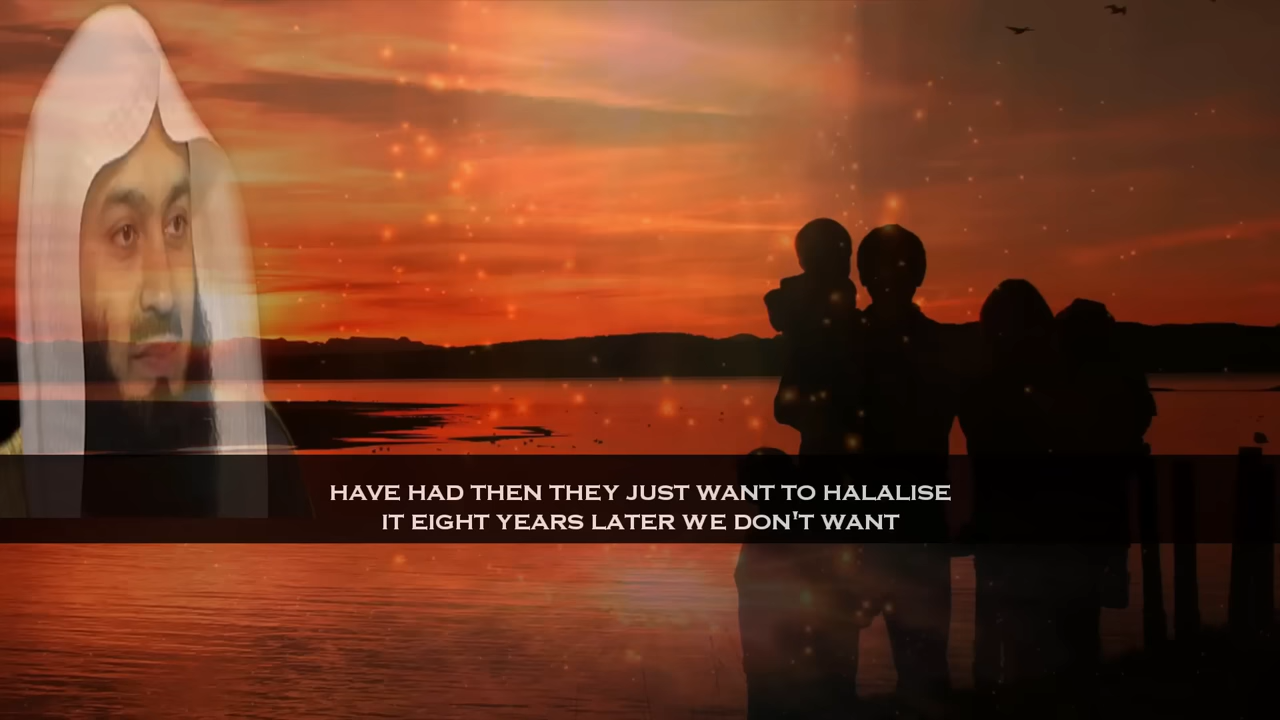 HAVE HAD THEN THEY JUST WANT TO HALALISE
IT EIGHT YEARS LATER WE DON'T WANT